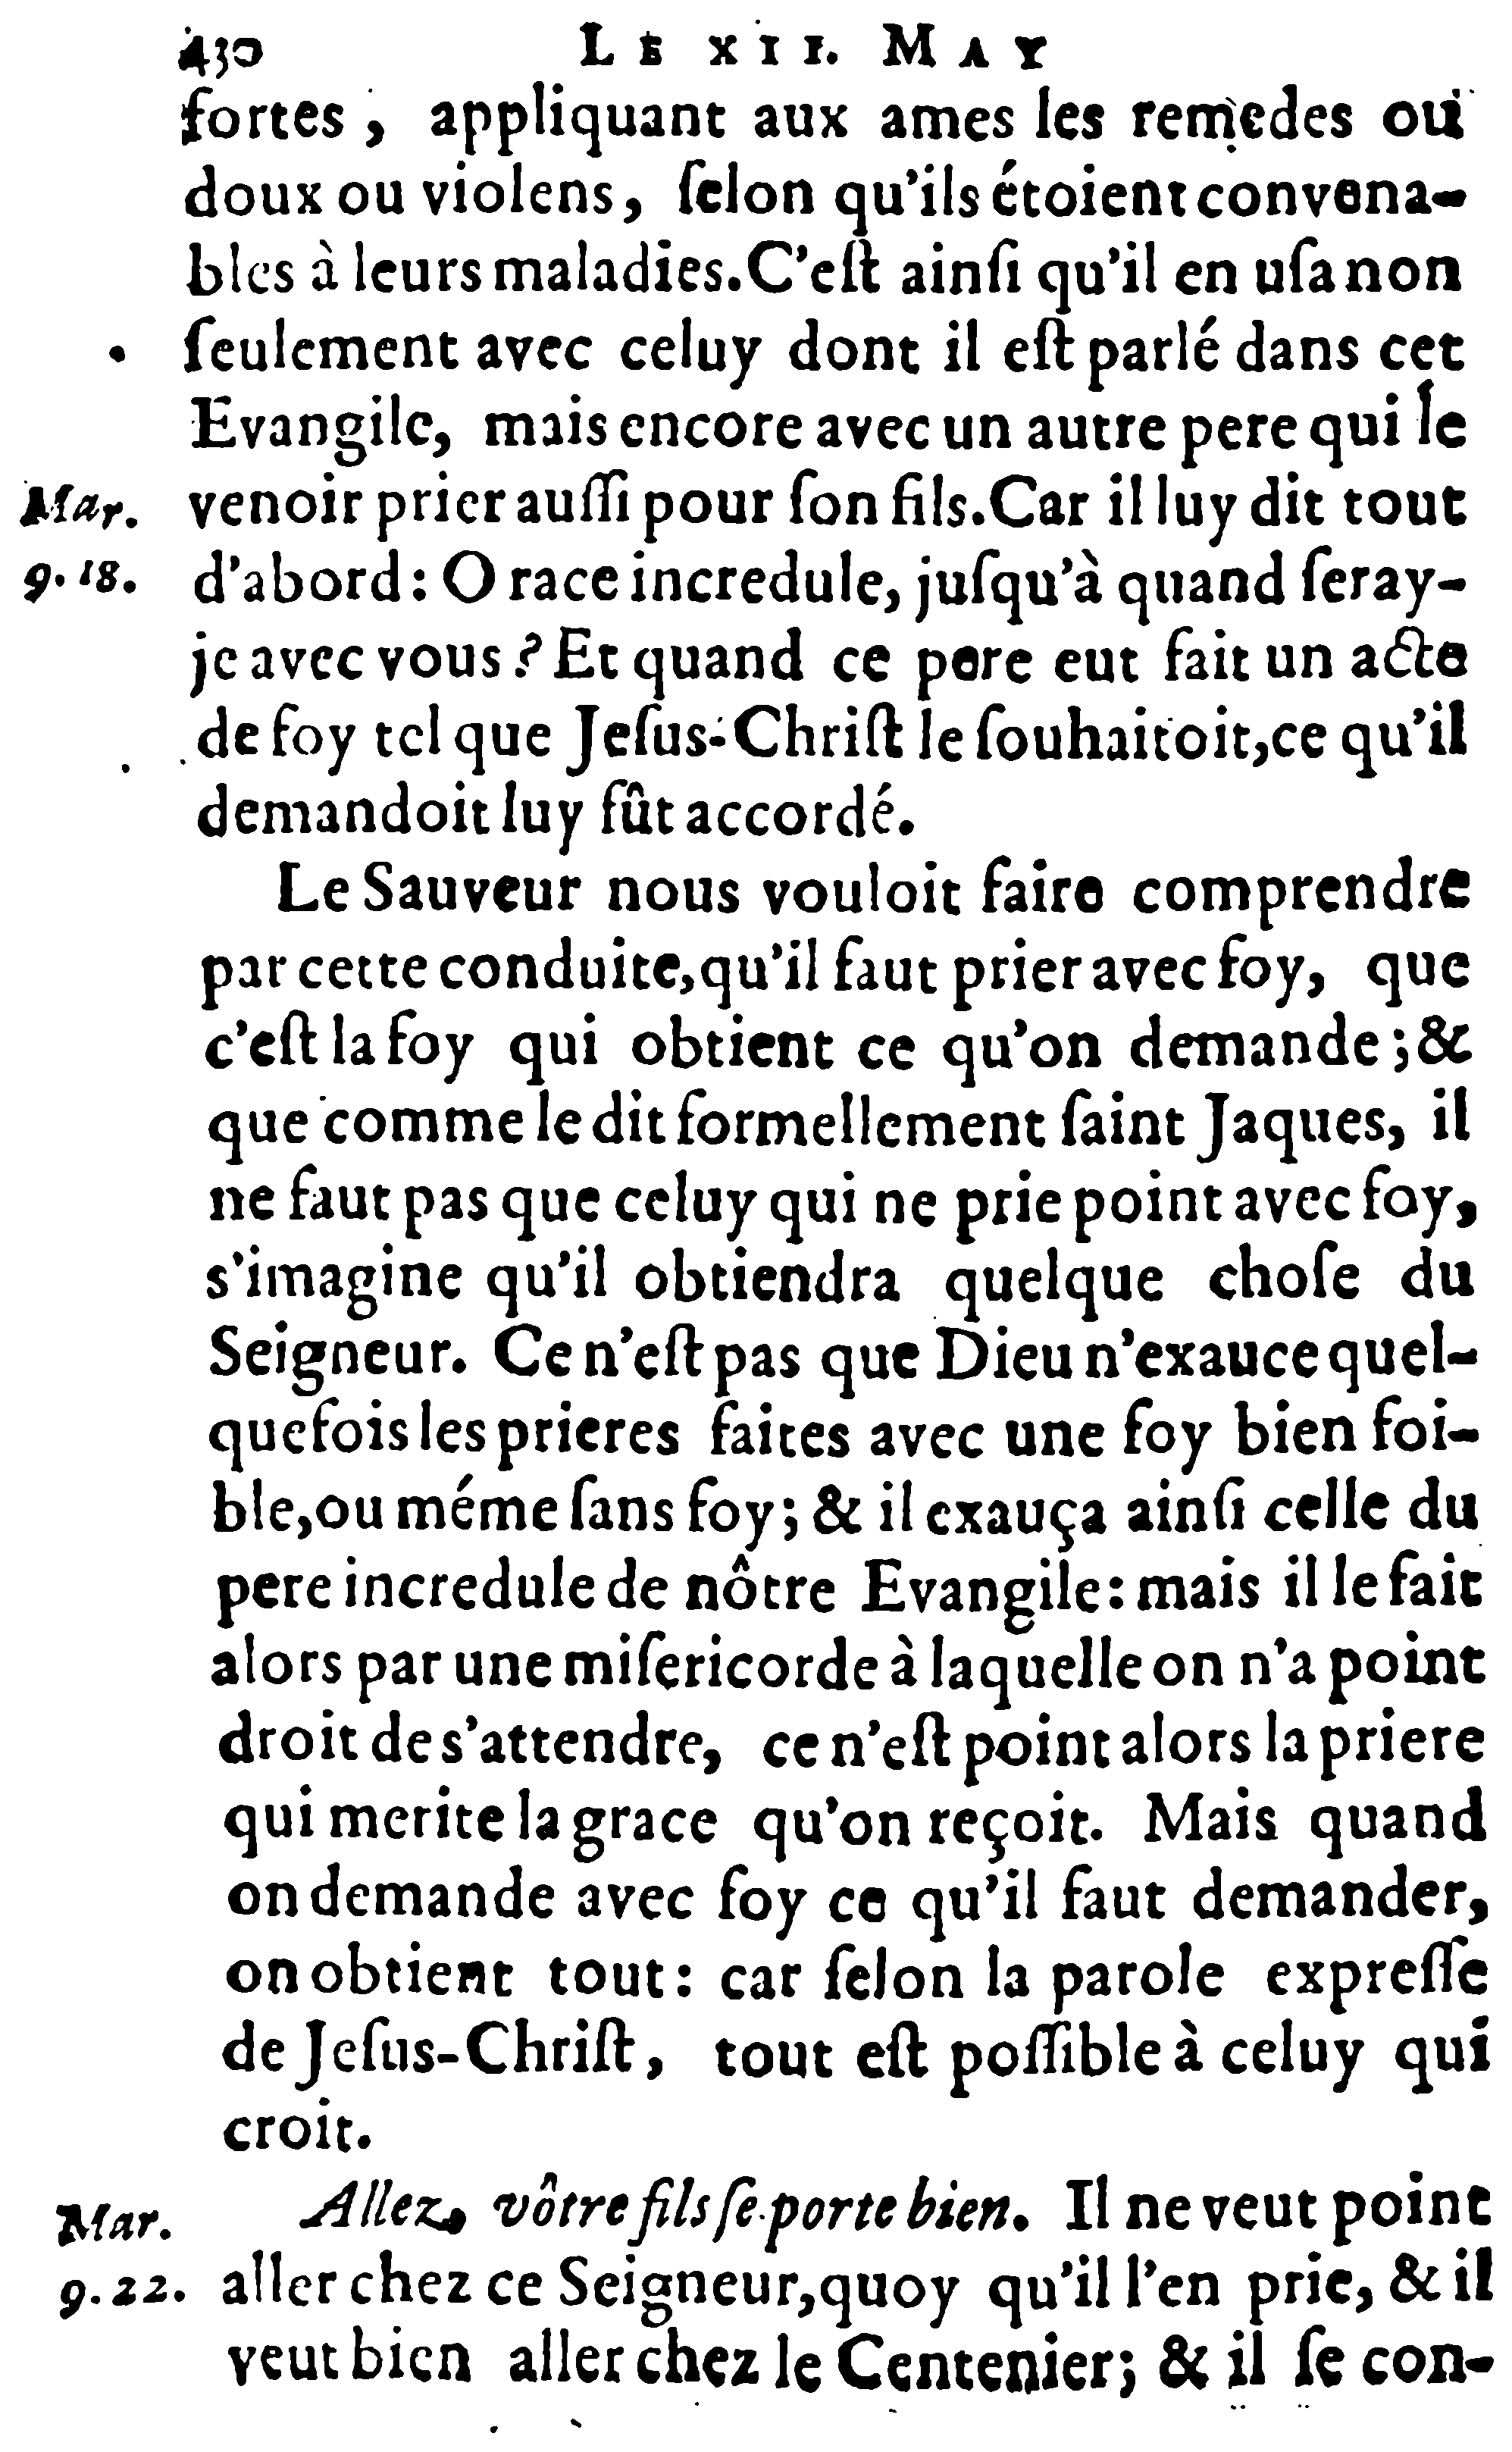 430 LE XII. MAY
fortes, appliquant aux ames les remedes ou
doux ou violens, ſelon qu'ils étoient convena-
bles à leurs maladies. C'eſt ainſi qu'il en uſa non
ſeulement avec celuy dont il eſt parlé dans cet
Evangile, mais encore avec un autre pere qui le
Mar. venoir prier auſſi pour ſon fils. Car il luy dit tout
9. 18. d'abord: O race incredule, juſqu'à quand ſeray-
je avec vous? Et quand ce pere eut fait un acte
de foy tel que Jeſus-Chriſt le ſouhaitoit, ce qu'il
demandoit luy fût accordé.
Le Sauveur nous vouloit faire comprendre
par cette conduite, qu'il faut prier avec foy, que
c'eſt la foy qui obtient ce qu'on demande; &
que comme le dit formellement ſaint Jaques, il
ne faut pas que celuy qui ne prie point avec foy,
s'imagine qu'il obtiendra quelque choſe du
Seigneur. Ce n'eſt pas que Dieu n'exauce quel-
quefois les prieres faites avec une foy bien foi-
ble, ou méme ſans foy; & il exauça ainſi celle du
pere incredule de nôtre Evangile: mais il le fait
alors par une miſericorde à laquelle on n'a point
droit de s'attendre, ce n'eſt point alors la priere
qui merite la grace qu'on reçoit. Mais quand
on demande avec foy ce qu'il faut demander,
on obtient tout: car ſelon la parole expreſſe
de Jeſus-Chriſt, tout eſt poſſible à celuy qui
croit.
Mar. Allez, vôtre fils ſe porte bien. Il ne veut point
9. 22. aller chez ce Seigneur, quoy qu'il l'en prie, & il
veut bien aller chez le Centenier; & il ſe con-